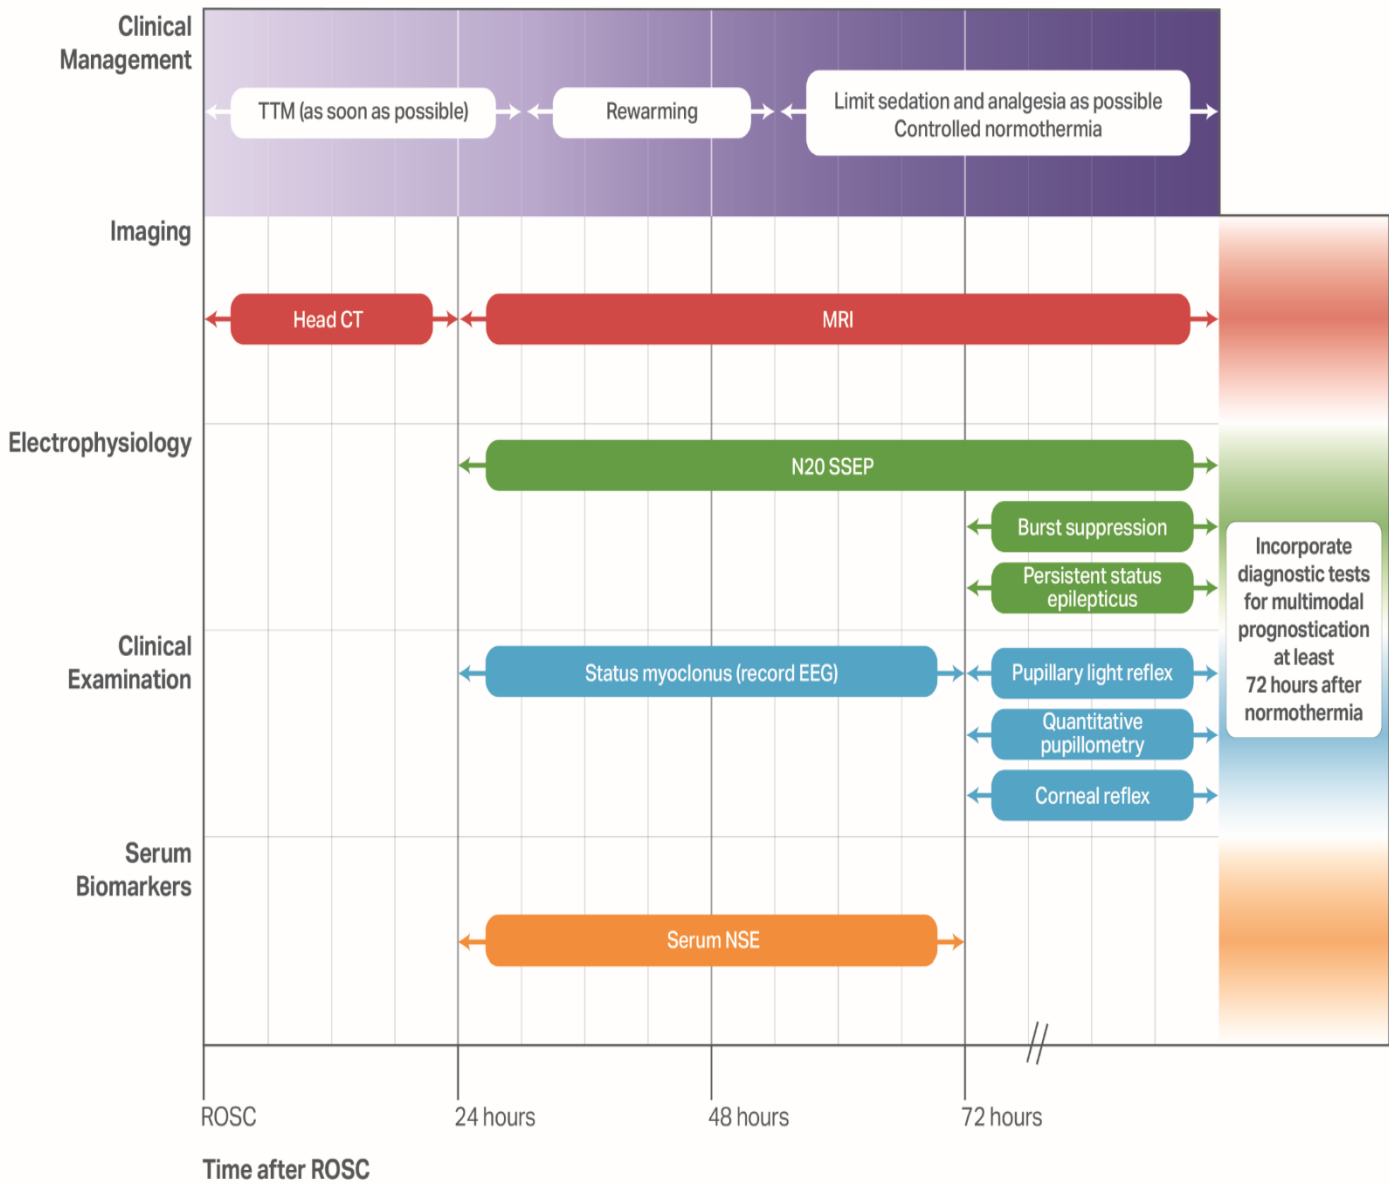 Clinical
Management
TTM (as soon as possible)
Rewarming
Limit sedation and analgesia as possible
Controlled normothermia
Imaging
Head CT
MRI
Electrophysiology
N20 SSEP
Burst suppression
Persistent status
epilepticus
Clinical
Examination
Status myoclonus (record EEG)
Pupillary light reflex
Quantitative
pupillometry
Corneal reflex
Serum
Biomarkers
Serum NSE
Incorporate
diagnostic tests
for multimodal
prognostication
at least
72 hours after
normothermia
ROSC
24 hours
48 hours
72 hours
Time after ROSC